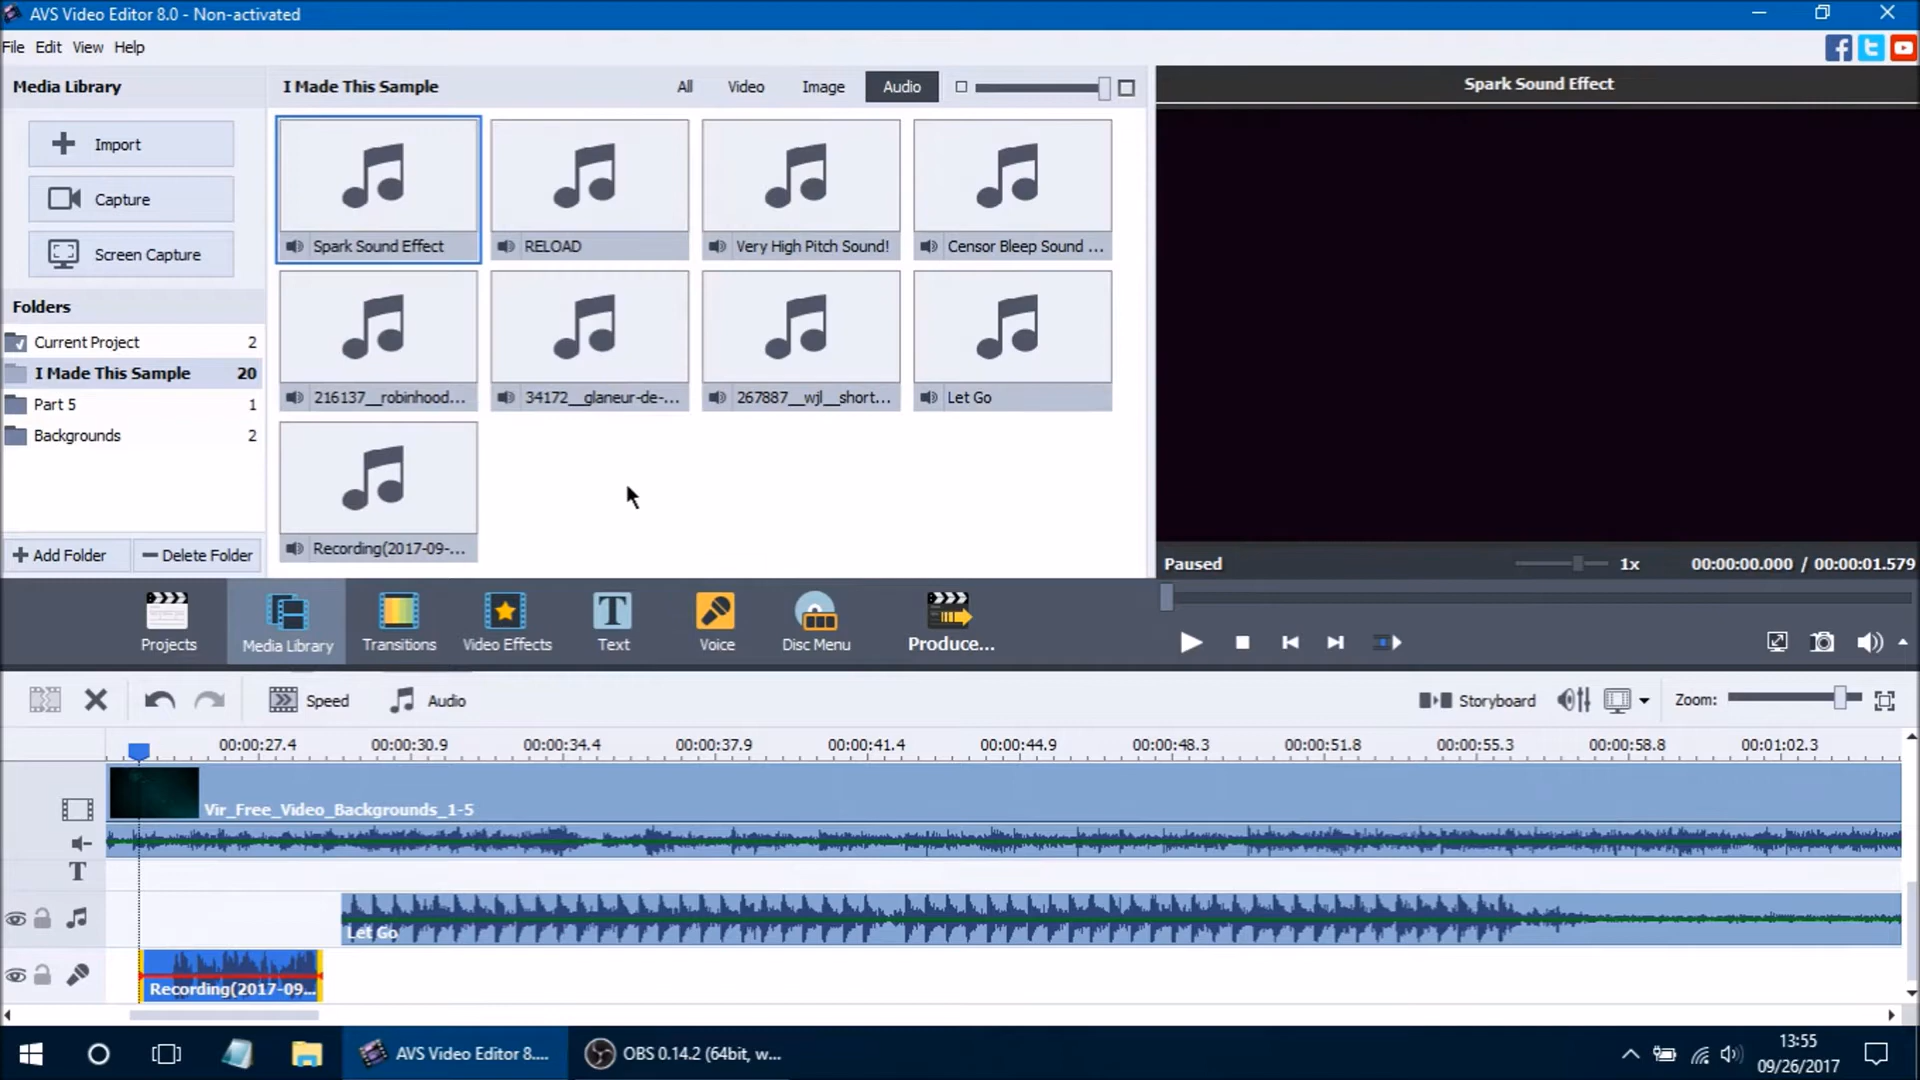 AVS Video Editor 8.0 - Non-activated
File Edit View Help
Media Library
I Made This Sample
All Video Image Audio
Spark Sound Effect
Import
Capture
Screen Capture
Spark Sound Effect
RELOAD
Very High Pitch Sound!
Censor Bleep Sound ...
Folders
Current Project 2
I Made This Sample 20
Part 5 1
Backgrounds 2
216137__robinhood...
34172__glaneur-de-...
267887__wjl__short...
Let Go
Recording(2017-09-...
Add Folder
Delete Folder
Paused
1x
00:00:00.000 / 00:00:01.579
Projects
Media Library
Transitions
Video Effects
T
Text
Voice
Disc Menu
Produce...
Speed
Audio
Storyboard
Zoom:
00:00:27.4 00:00:30.9 00:00:34.4 00:00:37.9 00:00:41.4 00:00:44.9 00:00:48.3 00:00:51.8 00:00:55.3 00:00:58.8 00:01:02.3
Vir_Free_Video_Backgrounds_1-5
T
Let Go
Recording(2017-09...
AVS Video Editor 8....
OBS 0.14.2 (64bit, w...
13:55
09/26/2017